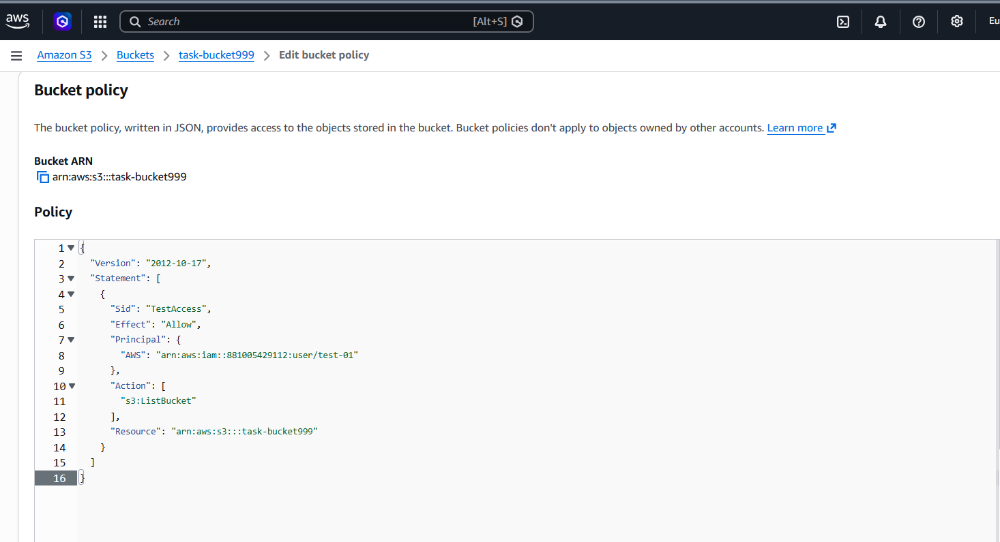 aws
Search [Alt+S]
Eu
Amazon S3 > Buckets > task-bucket999 > Edit bucket policy
Bucket policy
The bucket policy, written in JSON, provides access to the objects stored in the bucket. Bucket policies don't apply to objects owned by other accounts. Learn more
Bucket ARN
arn:aws:s3:::task-bucket999
Policy
1 {
2 "Version": "2012-10-17",
3 "Statement": [
4 {
5 "Sid": "TestAccess",
6 "Effect": "Allow",
7 "Principal": {
8 "AWS": "arn:aws:iam::881005429112:user/test-01"
9 },
10 "Action": [
11 "s3:ListBucket"
12 ],
13 "Resource": "arn:aws:s3:::task-bucket999"
14 }
15 ]
16 }